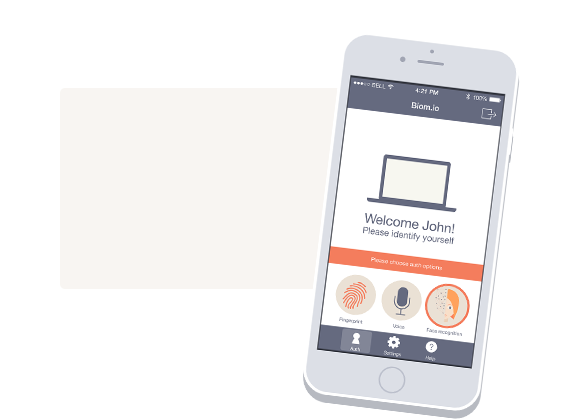 BELL 4:21 PM 100%
Biom.io
Welcome John!
Please identify yourself
Please choose auth options
Fingerprint Voice Face recognition
Auth Settings Help